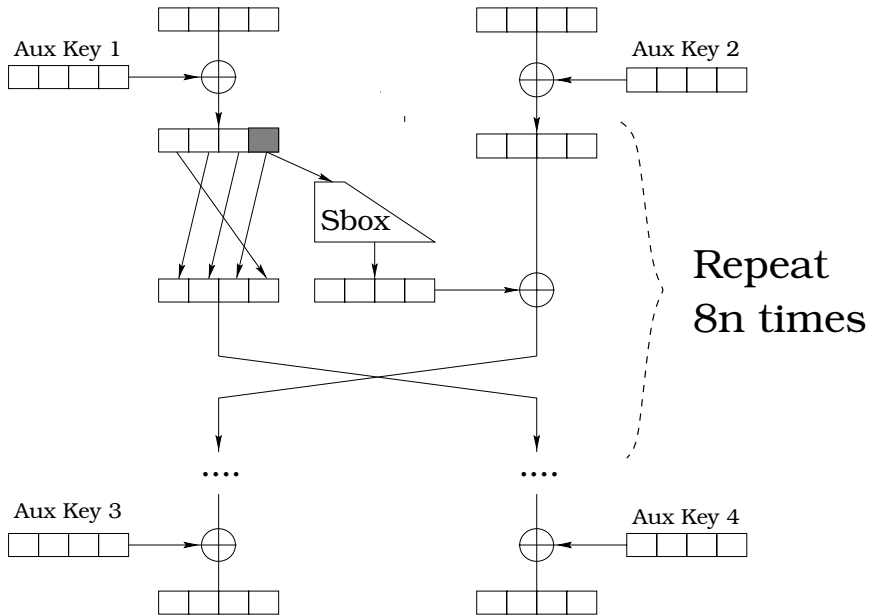 Aux Key 1
Aux Key 2
Sbox
Repeat
8n times
....
....
Aux Key 3
Aux Key 4